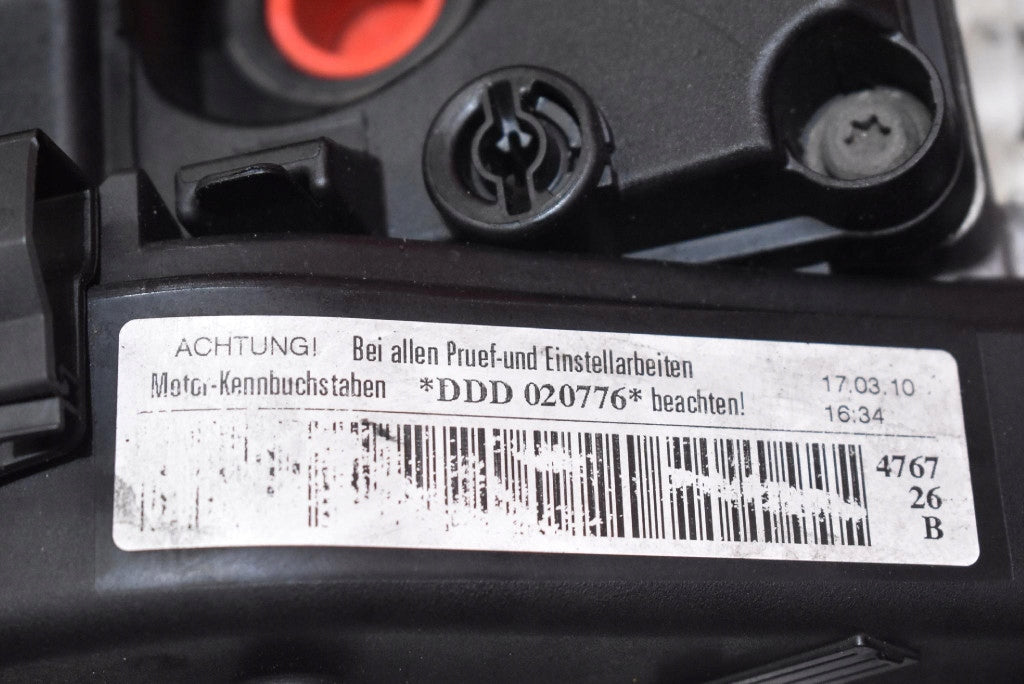 ACHTUNG! Bei allen Pruef-und Einstellarbeiten
Motor-Kennbuchstaben *DDD 020776* beachten!
17.03.10
16:34
4767
26
B